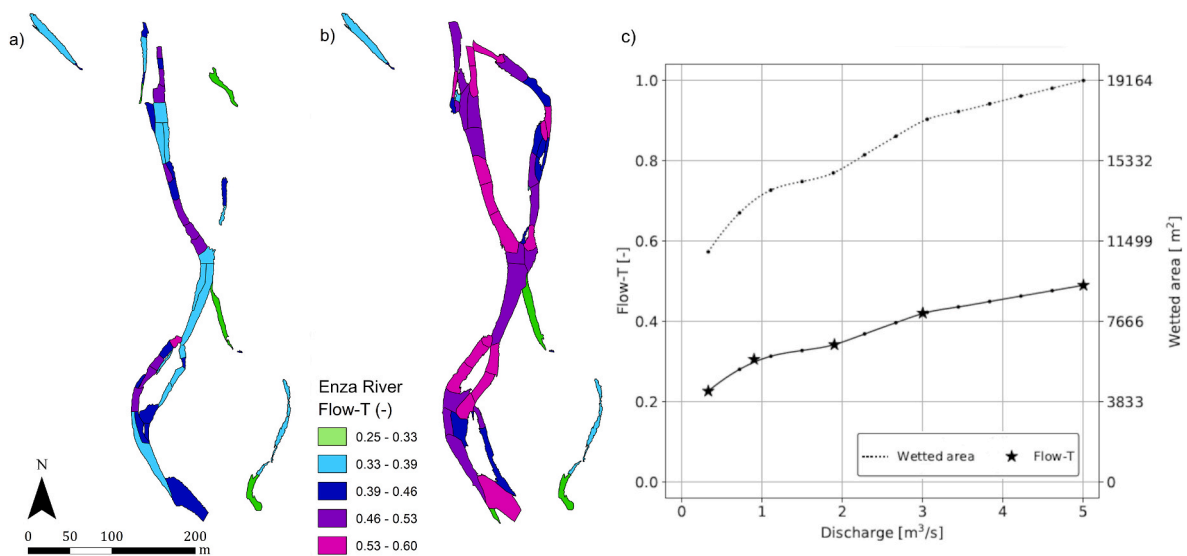 a)
b)
c)
Enza River
Flow-T (-)
0.25 - 0.33
0.33 - 0.39
0.39 - 0.46
0.46 - 0.53
0.53 - 0.60
N
0 50 100 200
m
1.0
0.8
0.6
0.4
0.2
0.0
Flow-T [-]
19164
15332
11499
7666
3833
0
Wetted area [ m²]
Wetted area
Flow-T
0 1 2 3 4 5
Discharge [m³/s]